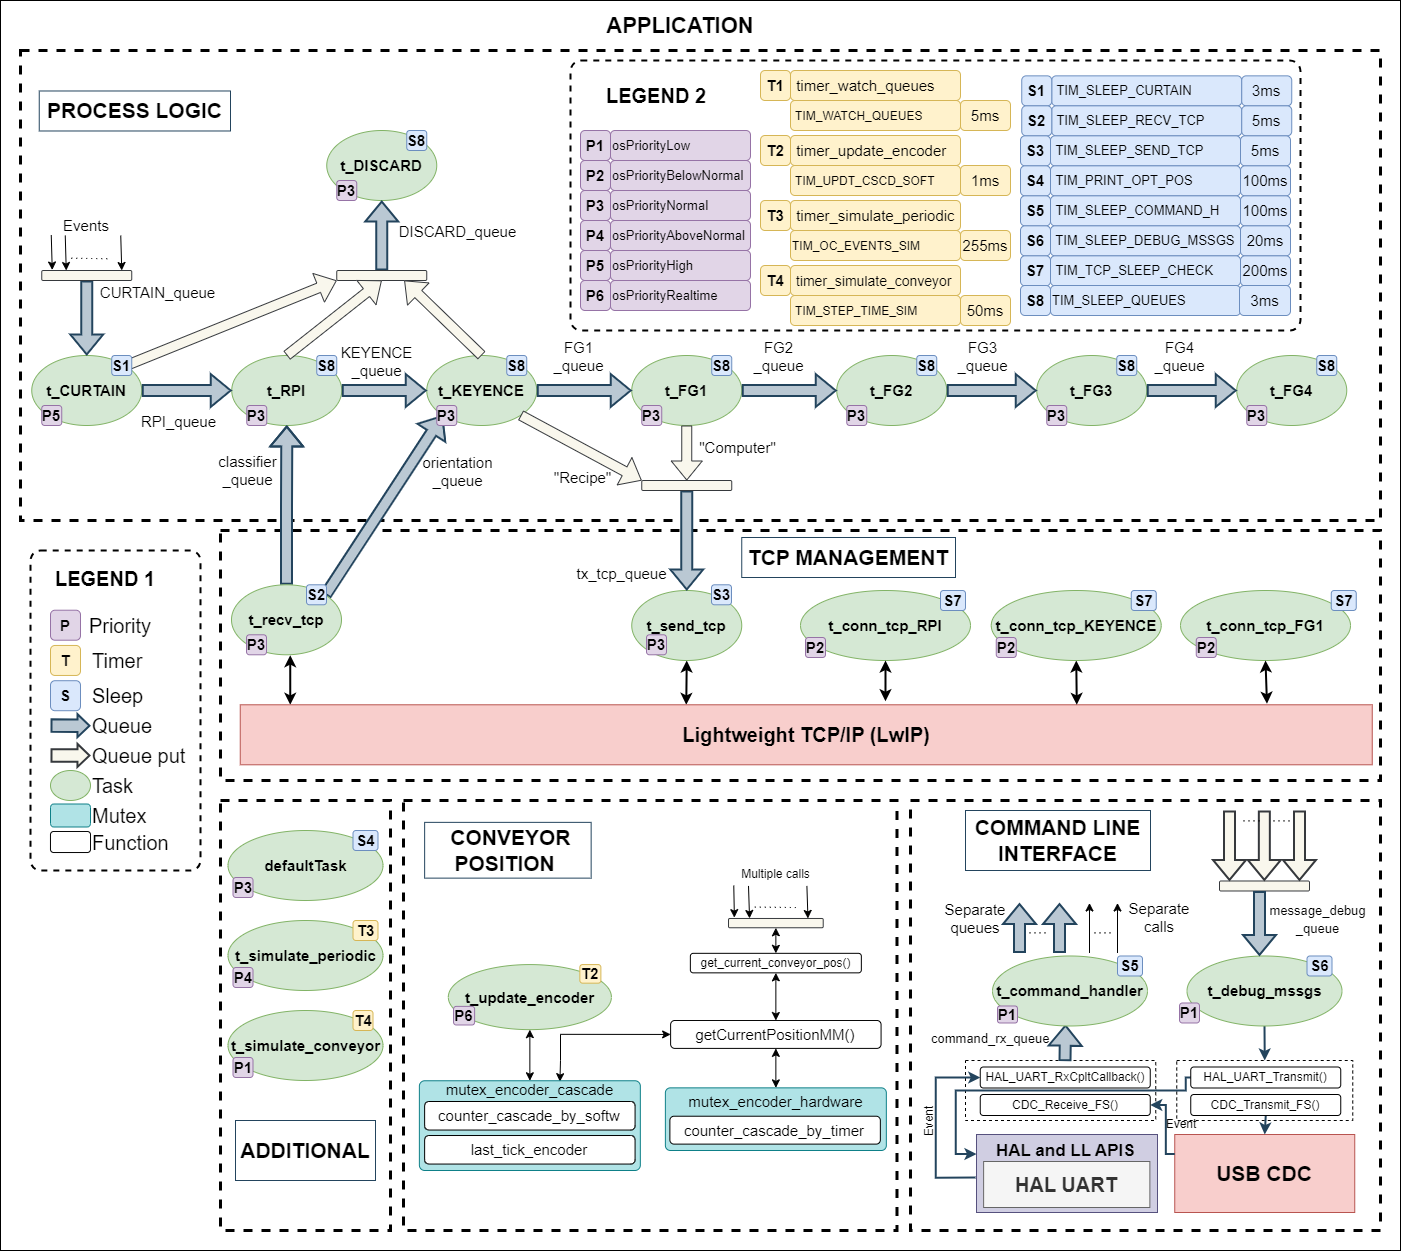 APPLICATION
PROCESS LOGIC
LEGEND 2
P1 osPriorityLow
P2 osPriorityBelowNormal
P3 osPriorityNormal
P4 osPriorityAboveNormal
P5 osPriorityHigh
P6 osPriorityRealtime
T1 timer_watch_queues
TIM_WATCH_QUEUES 5ms
T2 timer_update_encoder
TIM_UPDT_CSCD_SOFT 1ms
T3 timer_simulate_periodic
TIM_OC_EVENTS_SIM 255ms
T4 timer_simulate_conveyor
TIM_STEP_TIME_SIM 50ms
S1 TIM_SLEEP_CURTAIN 3ms
S2 TIM_SLEEP_RECV_TCP 5ms
S3 TIM_SLEEP_SEND_TCP 5ms
S4 TIM_PRINT_OPT_POS 100ms
S5 TIM_SLEEP_COMMAND_H 100ms
S6 TIM_SLEEP_DEBUG_MSSGS 20ms
S7 TIM_TCP_SLEEP_CHECK 200ms
S8 TIM_SLEEP_QUEUES 3ms
S8
t_DISCARD
P3
Events
........
DISCARD_queue
CURTAIN_queue
S1
t_CURTAIN
P5
RPI_queue
S8
t_RPI
P3
KEYENCE
_queue
S8
t_KEYENCE
P3
FG1
_queue
S8
t_FG1
P3
FG2
_queue
S8
t_FG2
P3
FG3
_queue
S8
t_FG3
P3
FG4
_queue
S8
t_FG4
P3
classifier
_queue
orientation
_queue
"Recipe"
"Computer"
LEGEND 1
P Priority
T Timer
S Sleep
Queue
Queue put
Task
Mutex
Function
TCP MANAGEMENT
tx_tcp_queue
S2
t_recv_tcp
P3
S3
t_send_tcp
P3
S7
t_conn_tcp_RPI
P2
S7
t_conn_tcp_KEYENCE
P2
S7
t_conn_tcp_FG1
P2
Lightweight TCP/IP (LwIP)
S4
defaultTask
P3
T3
t_simulate_periodic
P4
T4
t_simulate_conveyor
P1
ADDITIONAL
CONVEYOR
POSITION
Multiple calls
.........
get_current_conveyor_pos()
T2
t_update_encoder
P6
getCurrentPositionMM()
mutex_encoder_cascade
counter_cascade_by_softw
last_tick_encoder
mutex_encoder_hardware
counter_cascade_by_timer
COMMAND LINE
INTERFACE
Separate
queues
....
....
Separate
calls
message_debug
_queue
S5
t_command_handler
P1
S6
t_debug_mssgs
P1
command_rx_queue
HAL_UART_RxCpltCallback()
CDC_Receive_FS()
HAL_UART_Transmit()
CDC_Transmit_FS()
Event
Event
HAL and LL APIS
HAL UART
USB CDC